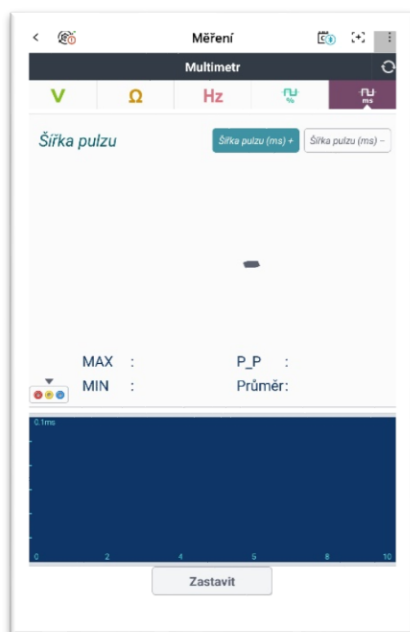 Měření
Multimetr
V Ω Hz % ms
Šířka pulzu Šířka pulzu (ms) + Šířka pulzu (ms) −
-
MAX : P_P :
MIN : Průměr:
0.1ms
0 2 4 5 8 10
Zastavit